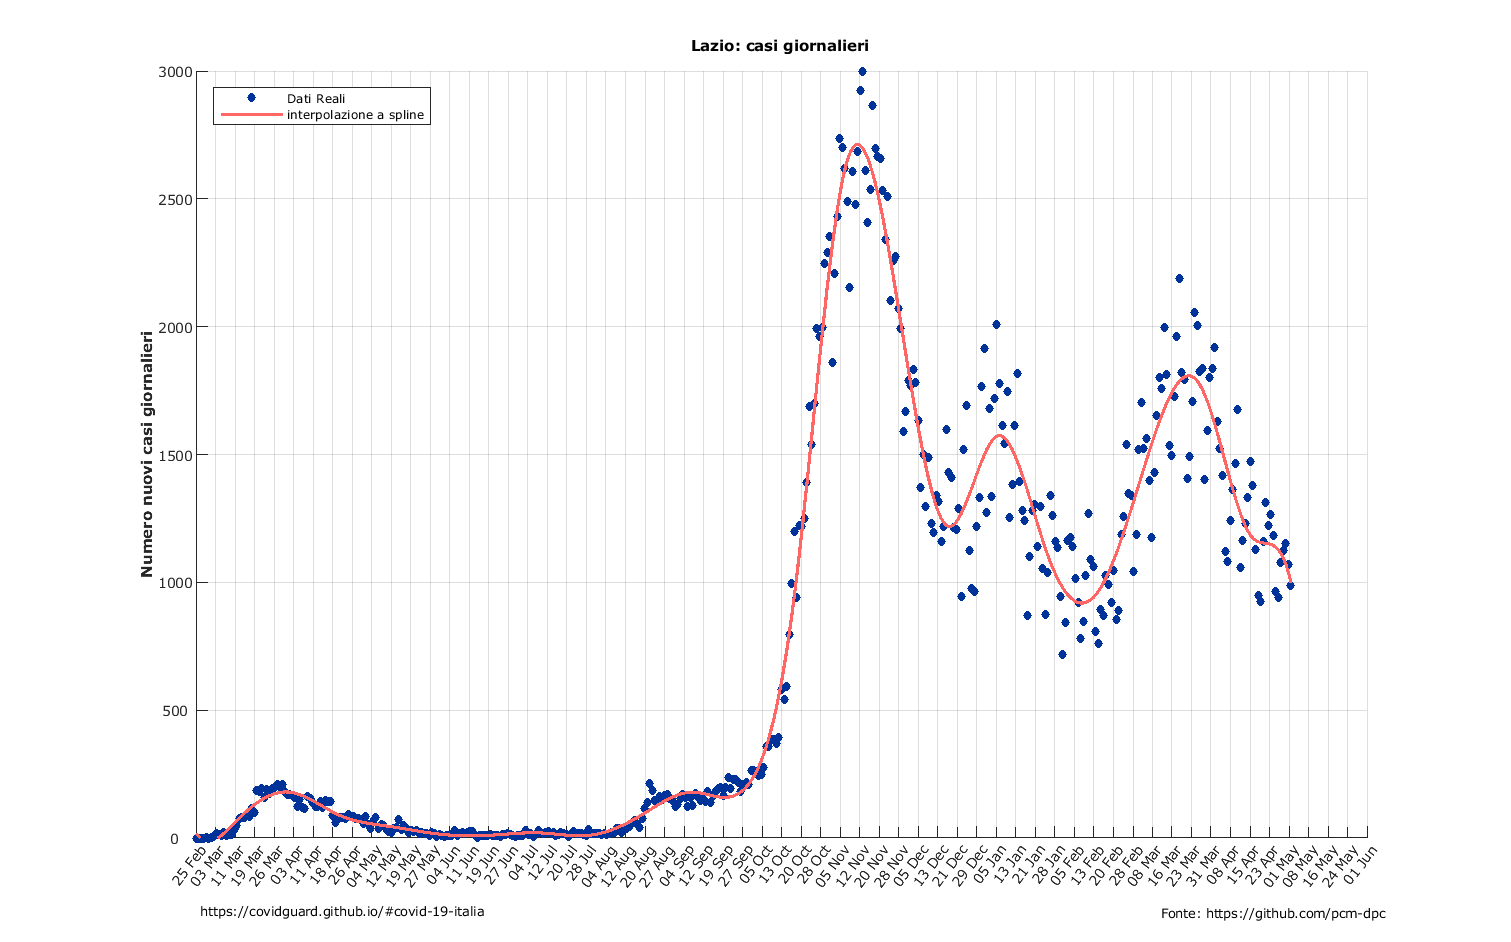 Lazio: casi giornalieri
Dati Reali
interpolazione a spline
Numero nuovi casi giornalieri
3000
2500
2000
1500
1000
500
0
25 Feb
03 Mar
11 Mar
19 Mar
26 Mar
03 Apr
11 Apr
18 Apr
26 Apr
04 May
12 May
19 May
27 May
04 Jun
11 Jun
19 Jun
27 Jun
04 Jul
12 Jul
20 Jul
28 Jul
04 Aug
12 Aug
20 Aug
27 Aug
04 Sep
12 Sep
19 Sep
27 Sep
05 Oct
13 Oct
20 Oct
28 Oct
05 Nov
12 Nov
20 Nov
28 Nov
05 Dec
13 Dec
21 Dec
29 Dec
05 Jan
13 Jan
21 Jan
28 Jan
05 Feb
13 Feb
20 Feb
28 Feb
08 Mar
16 Mar
23 Mar
31 Mar
08 Apr
15 Apr
23 Apr
01 May
08 May
16 May
24 May
01 Jun
https://covidguard.github.io/#covid-19-italia
Fonte: https://github.com/pcm-dpc